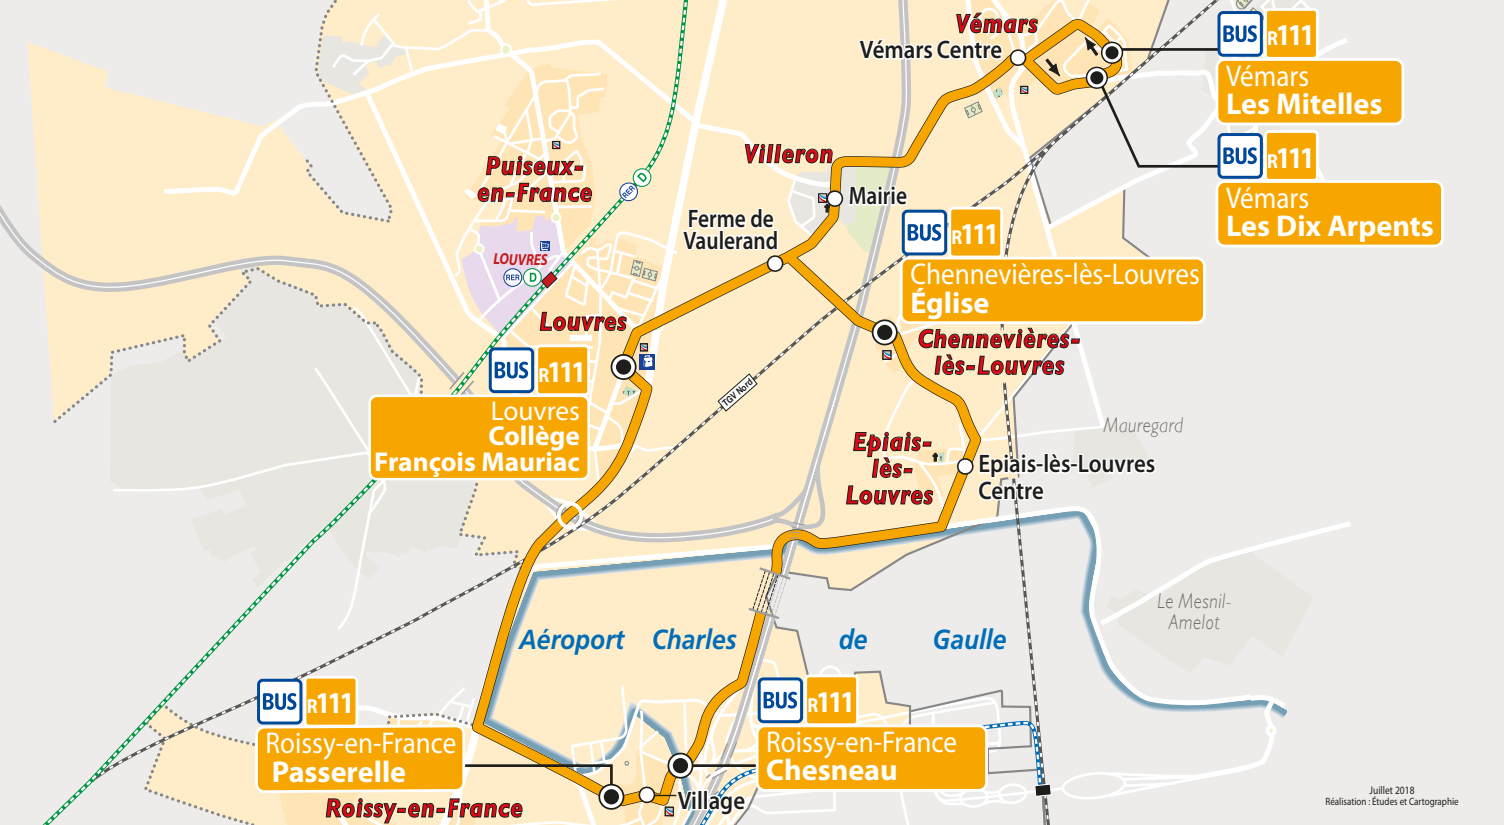 Vémars
Vémars Centre
BUS R111
Vémars
Les Mitelles
BUS R111
Vémars
Les Dix Arpents
Villeron
Mairie
Puiseux-
en-France
RER D
Ferme de
Vaulerand
BUS R111
Chennevières-lès-Louvres
Église
LOUVRES
RER D
Louvres
Chennevières-
lès-Louvres
BUS R111
Louvres
Collège
François Mauriac
TGV Nord
Mauregard
Epiais-
lès-
Louvres
Epiais-lès-Louvres
Centre
Le Mesnil-
Amelot
Aéroport Charles de Gaulle
BUS R111
Roissy-en-France
Passerelle
BUS R111
Roissy-en-France
Chesneau
Village
Roissy-en-France
Juillet 2018
Réalisation : Études et Cartographie